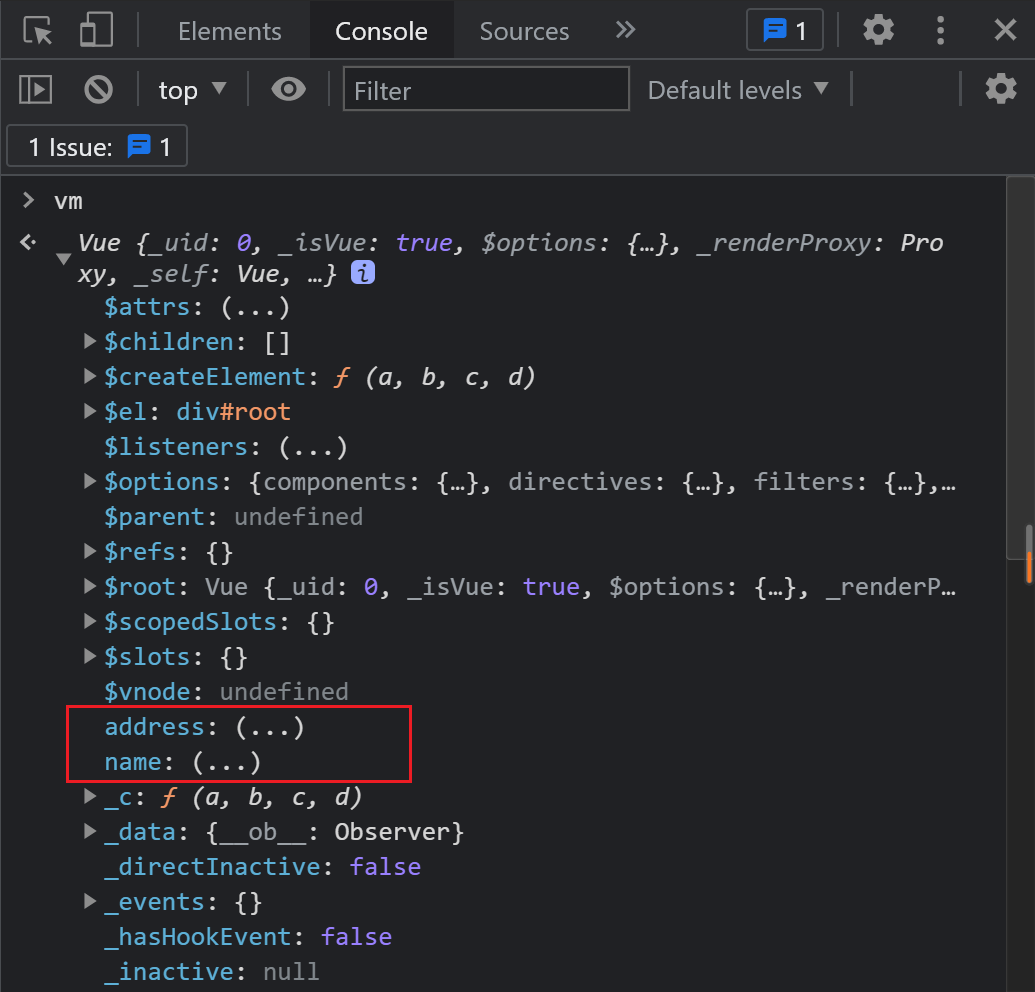 Elements Console Sources 1
top Filter Default levels
1 Issue: 1
vm
Vue {_uid: 0, _isVue: true, $options: {…}, _renderProxy: Pro
xy, _self: Vue, …} i
$attrs: (...)
$children: []
$createElement: ƒ (a, b, c, d)
$el: div#root
$listeners: (...)
$options: {components: {…}, directives: {…}, filters: {…},…
$parent: undefined
$refs: {}
$root: Vue {_uid: 0, _isVue: true, $options: {…}, _renderP…
$scopedSlots: {}
$slots: {}
$vnode: undefined
address: (...)
name: (...)
_c: ƒ (a, b, c, d)
_data: {__ob__: Observer}
_directInactive: false
_events: {}
_hasHookEvent: false
_inactive: null